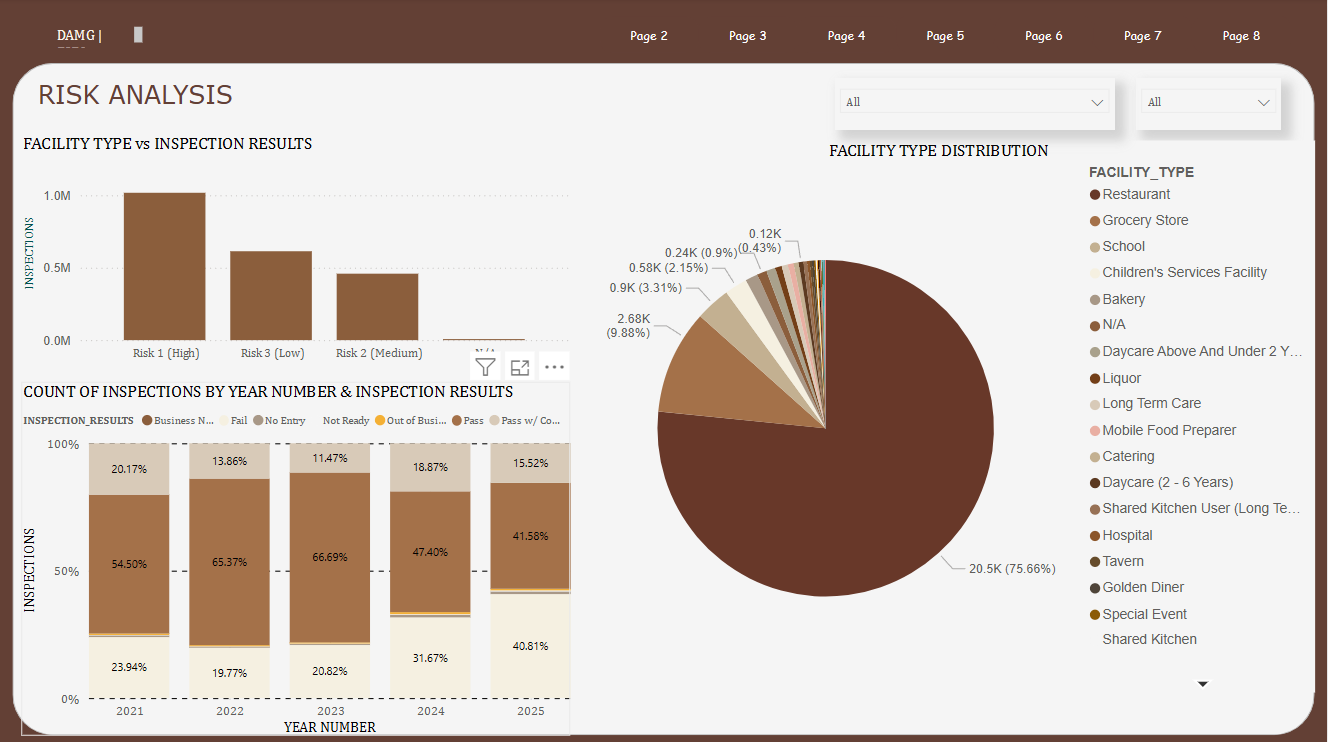 DAMG |
Page 2
Page 3
Page 4
Page 5
Page 6
Page 7
Page 8
RISK ANALYSIS
All
All
FACILITY TYPE vs INSPECTION RESULTS
INSPECTIONS
1.0M
0.5M
0.0M
Risk 1 (High)
Risk 3 (Low)
Risk 2 (Medium)
N/A
COUNT OF INSPECTIONS BY YEAR NUMBER & INSPECTION RESULTS
INSPECTION_RESULTS
Business N...
Fail
No Entry
Not Ready
Out of Busi...
Pass
Pass w/ Co...
INSPECTIONS
100%
50%
0%
20.17%
54.50%
23.94%
13.86%
65.37%
19.77%
11.47%
66.69%
20.82%
18.87%
47.40%
31.67%
15.52%
41.58%
40.81%
2021
2022
2023
2024
2025
YEAR NUMBER
FACILITY TYPE DISTRIBUTION
0.12K
(0.43%)
0.24K (0.9%)
0.58K (2.15%)
0.9K (3.31%)
2.68K
(9.88%)
20.5K (75.66%)
FACILITY_TYPE
Restaurant
Grocery Store
School
Children's Services Facility
Bakery
N/A
Daycare Above And Under 2 Y...
Liquor
Long Term Care
Mobile Food Preparer
Catering
Daycare (2 - 6 Years)
Shared Kitchen User (Long Te...
Hospital
Tavern
Golden Diner
Special Event
Shared Kitchen